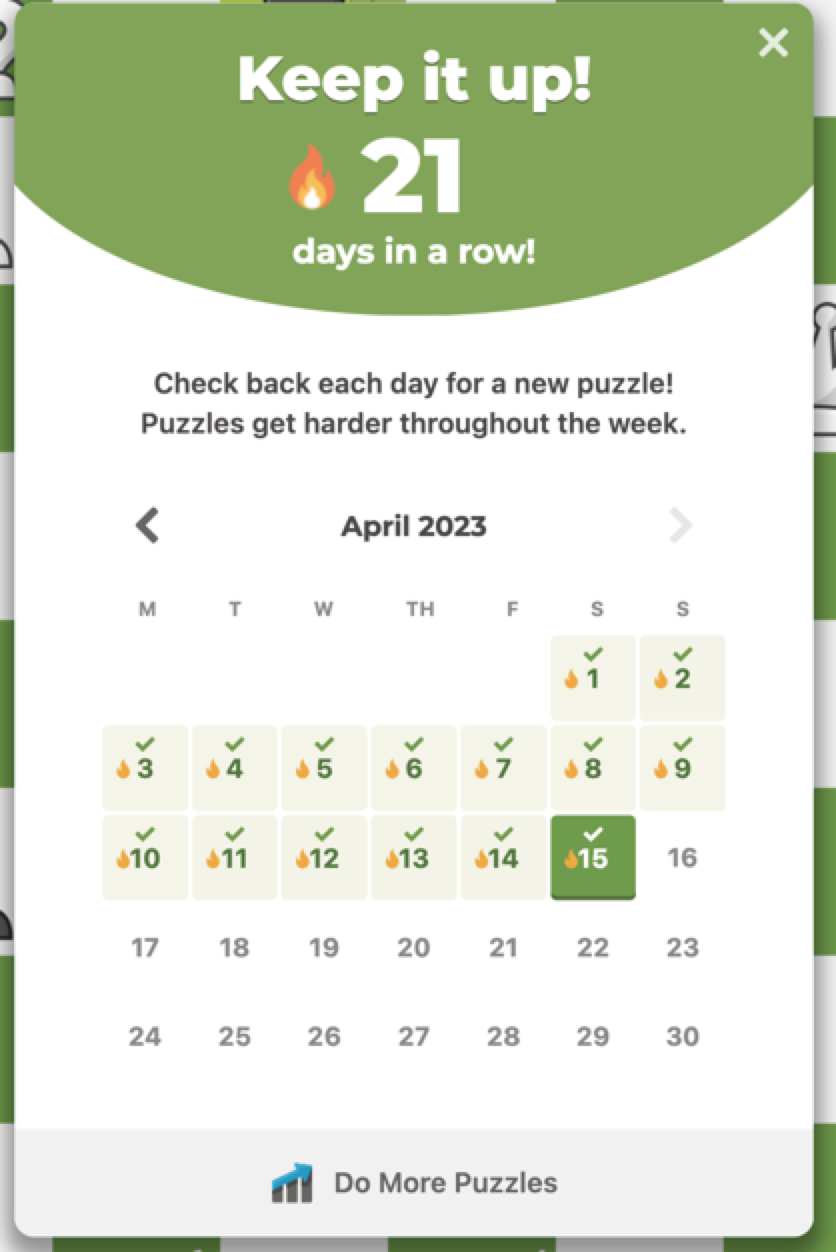 Keep it up!
21
days in a row!
Check back each day for a new puzzle!
Puzzles get harder throughout the week.
April 2023
M T W TH F S S
1 2
3 4 5 6 7 8 9
10 11 12 13 14 15 16
17 18 19 20 21 22 23
24 25 26 27 28 29 30
Do More Puzzles